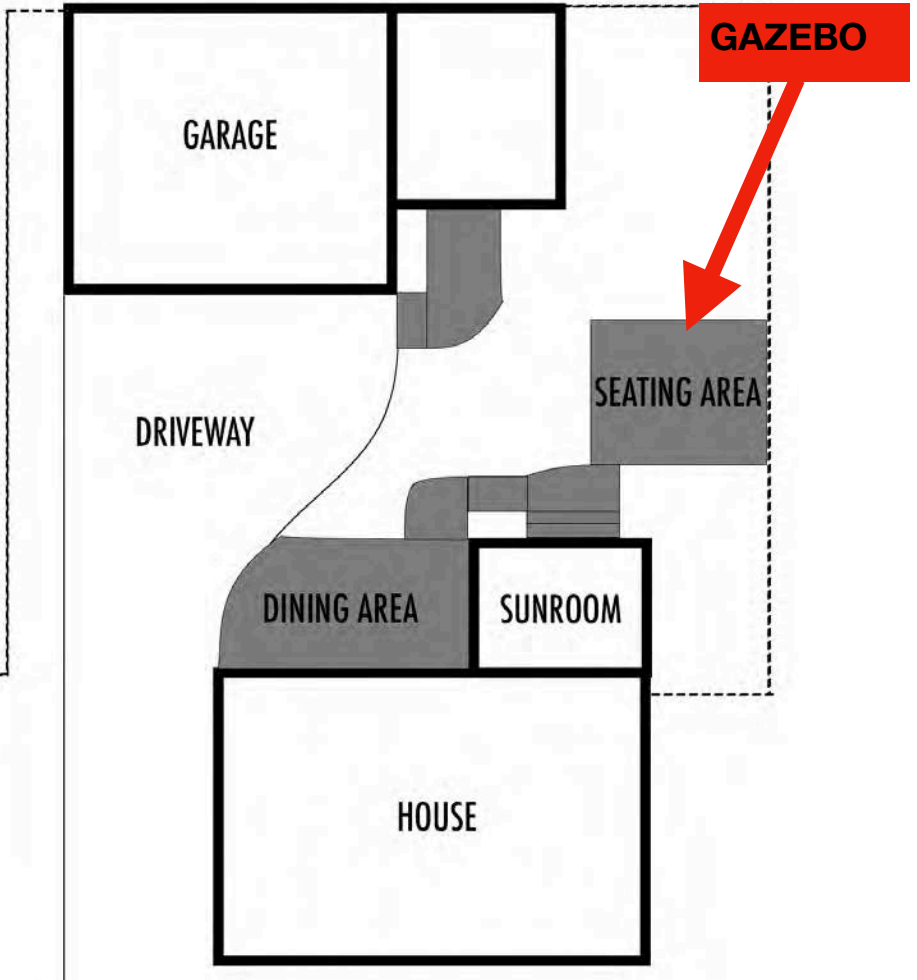 GAZEBO
GARAGE
SEATING AREA
DRIVEWAY
DINING AREA
SUNROOM
HOUSE